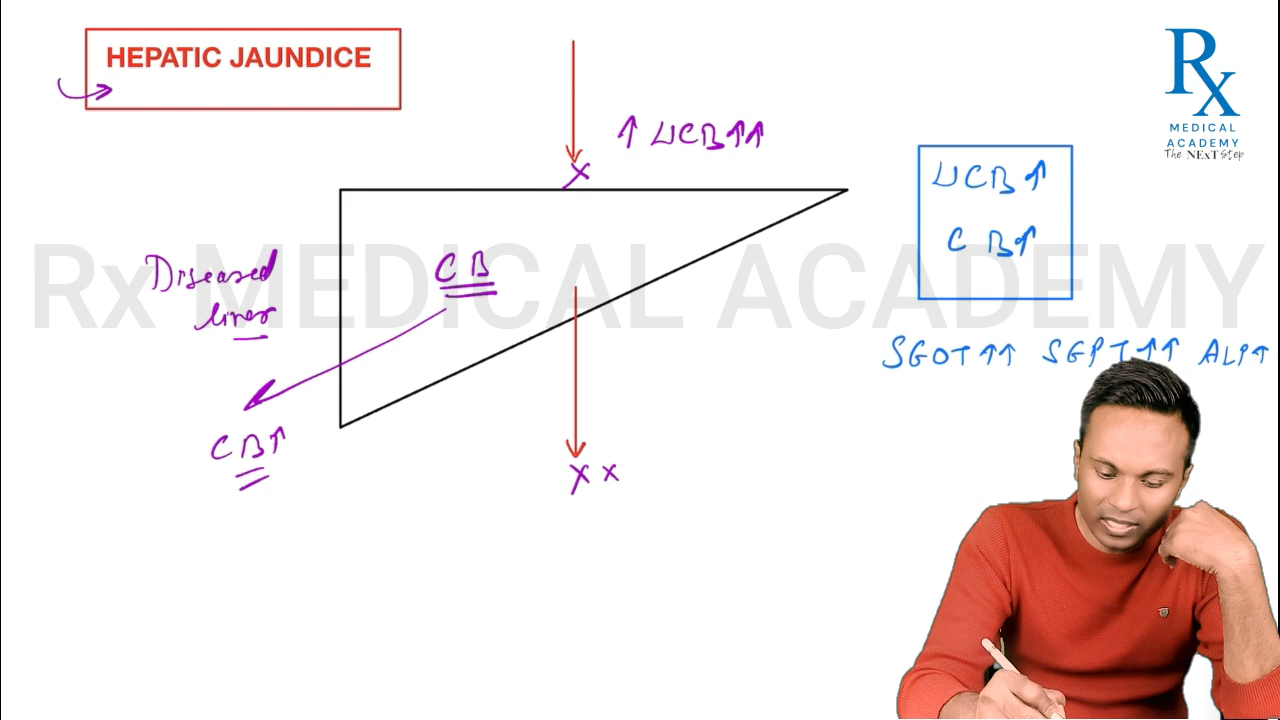 HEPATIC JAUNDICE
Rx
MEDICAL
ACADEMY
The NExT Step
↑ UCB↑↑
UCB↑
CB↑
Rx MEDICAL ACADEMY
Diseased
liver
CB
SGOT↑↑ SGPT↑↑ ALP↑
CB↑
x
x x